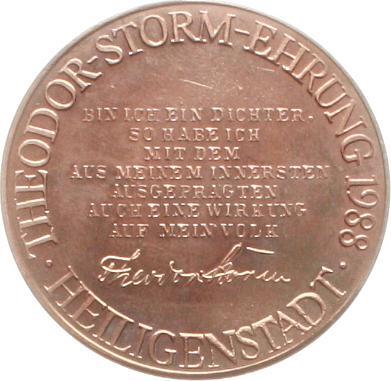 THEODOR-STORM-EHRUNG 1988
BIN ICH EIN DICHTER-
SO HABE ICH
MIT DEM
AUS MEINEM INNERSTEN
AUSGEPRAGTEN
AUCH EINE WIRKUNG
AUF MEIN VOLK
Theodor Storm
· HEILIGENSTADT ·